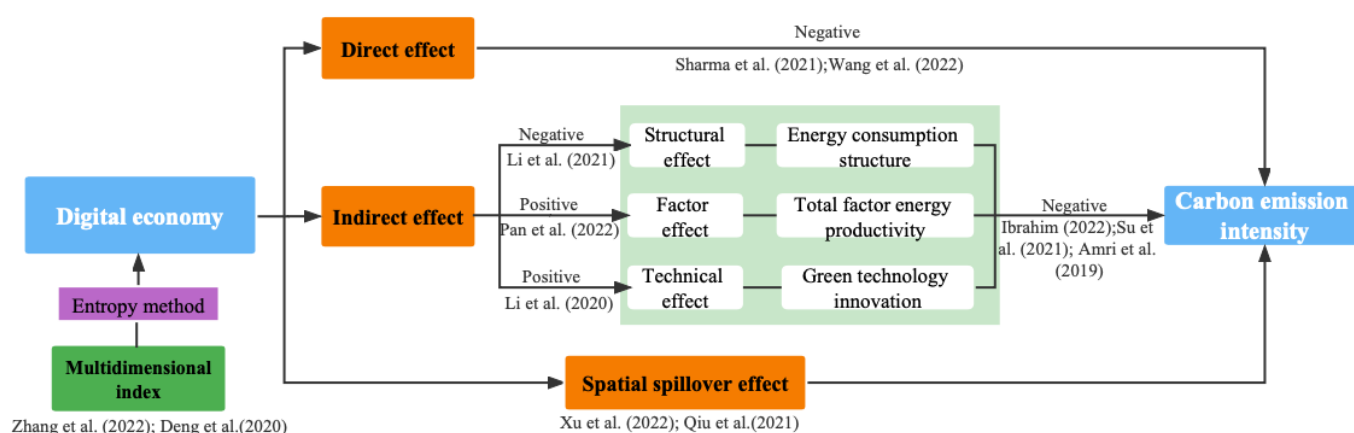 Negative
Direct effect
Sharma et al. (2021);Wang et al. (2022)
Negative
Li et al. (2021)
Structural
effect
Energy consumption
structure
Digital economy
Indirect effect
Positive
Pan et al. (2022)
Factor
effect
Total factor energy
productivity
Negative
Ibrahim (2022);Su et
al. (2021); Amri et al.
(2019)
Carbon emission
intensity
Positive
Li et al. (2020)
Technical
effect
Green technology
innovation
Entropy method
Multidimensional
index
Zhang et al. (2022); Deng et al.(2020)
Spatial spillover effect
Xu et al. (2022); Qiu et al.(2021)